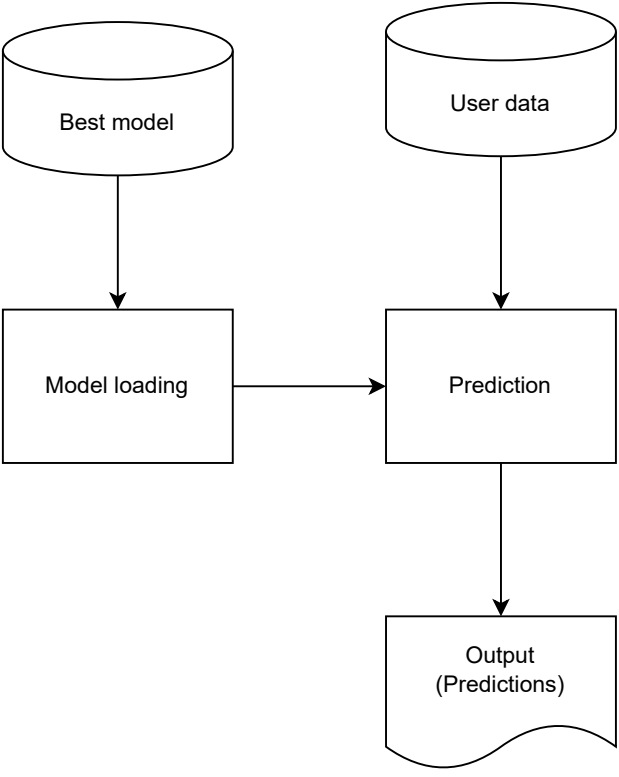 Best model
User data
Model loading
Prediction
Output
(Predictions)